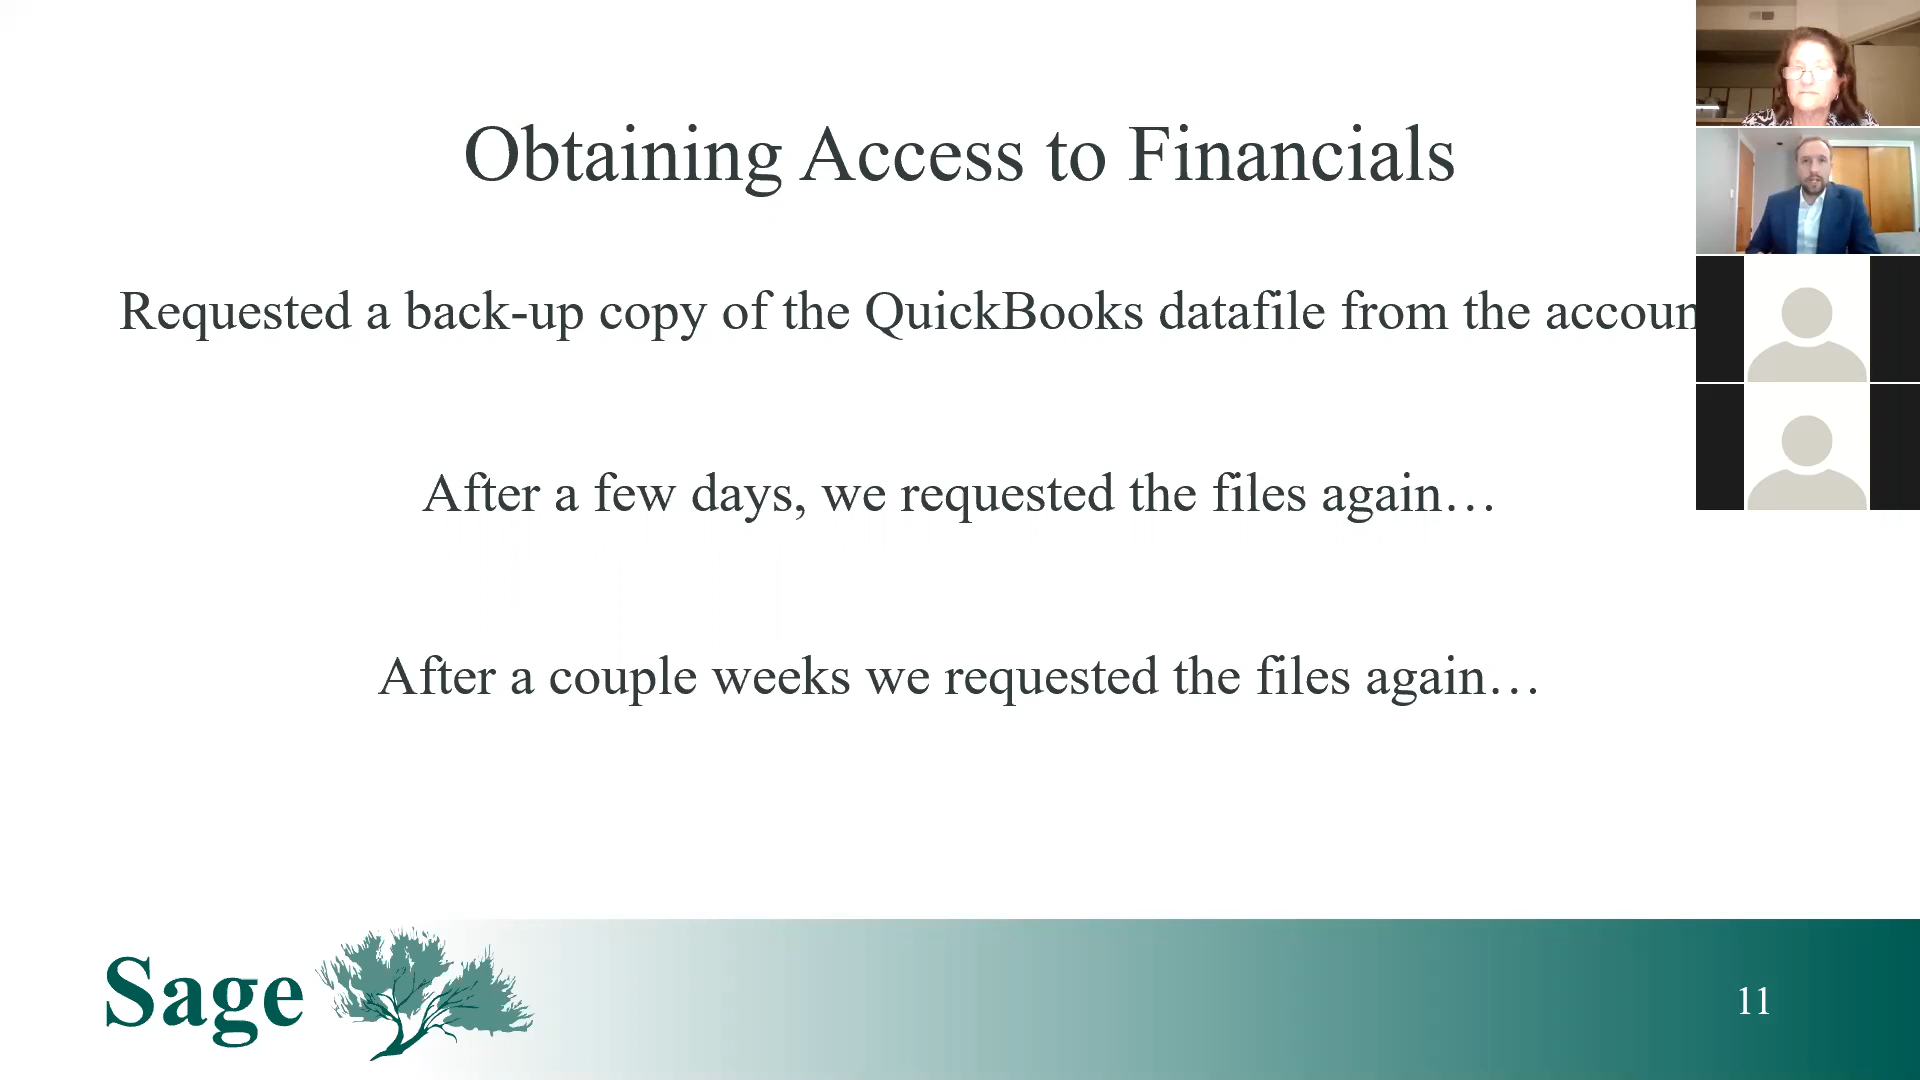 Obtaining Access to Financials
Requested a back-up copy of the QuickBooks datafile from the
After a few days, we requested the files again…
After a couple weeks we requested the files again…
Sage
11